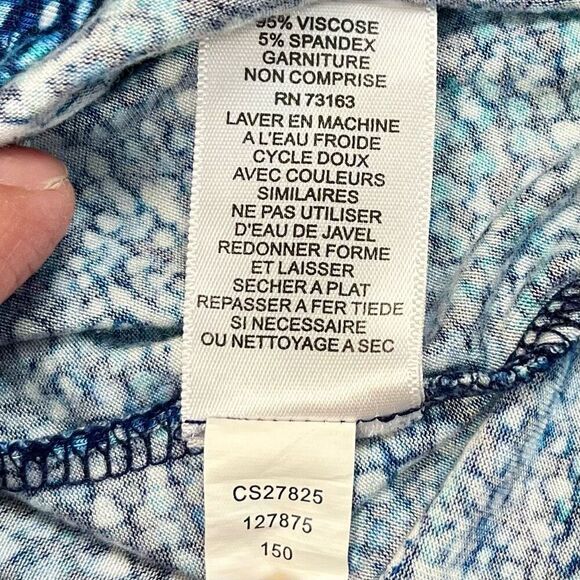 95% VISCOSE
5% SPANDEX
GARNITURE
NON COMPRISE
RN 73163
LAVER EN MACHINE
A L'EAU FROIDE
CYCLE DOUX
AVEC COULEURS
SIMILAIRES
NE PAS UTILISER
D'EAU DE JAVEL
REDONNER FORME
ET LAISSER
SECHER A PLAT
REPASSER A FER TIEDE
SI NECESSAIRE
OU NETTOYAGE A SEC
CS27825
127875
150